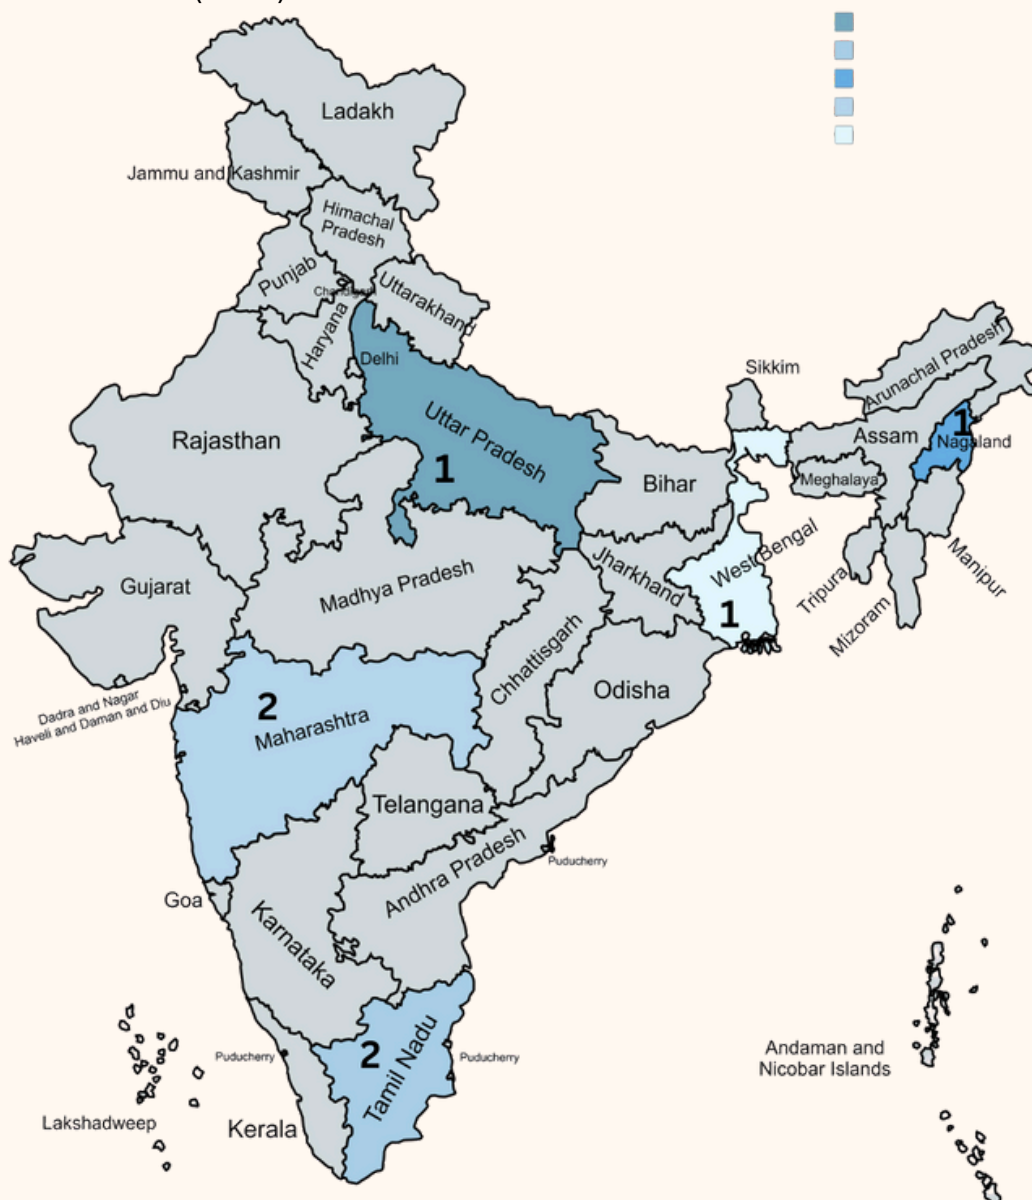 Ladakh
Jammu and Kashmir
Himachal
Pradesh
Punjab
Chandigarh
Uttarakhand
Haryana
Delhi
Arunachal Pradesh
Sikkim
Uttar Pradesh
1
Rajasthan
Assam
1
Nagaland
Bihar
Meghalaya
West Bengal
1
Jharkhand
Manipur
Tripura
Mizoram
Gujarat
Madhya Pradesh
Chhattisgarh
Odisha
Dadra and Nagar
Haveli and Daman and Diu
2
Maharashtra
Telangana
Andhra Pradesh
Puducherry
Goa
Karnataka
2
Tamil Nadu
Puducherry
Puducherry
Andaman and
Nicobar Islands
Lakshadweep
Kerala